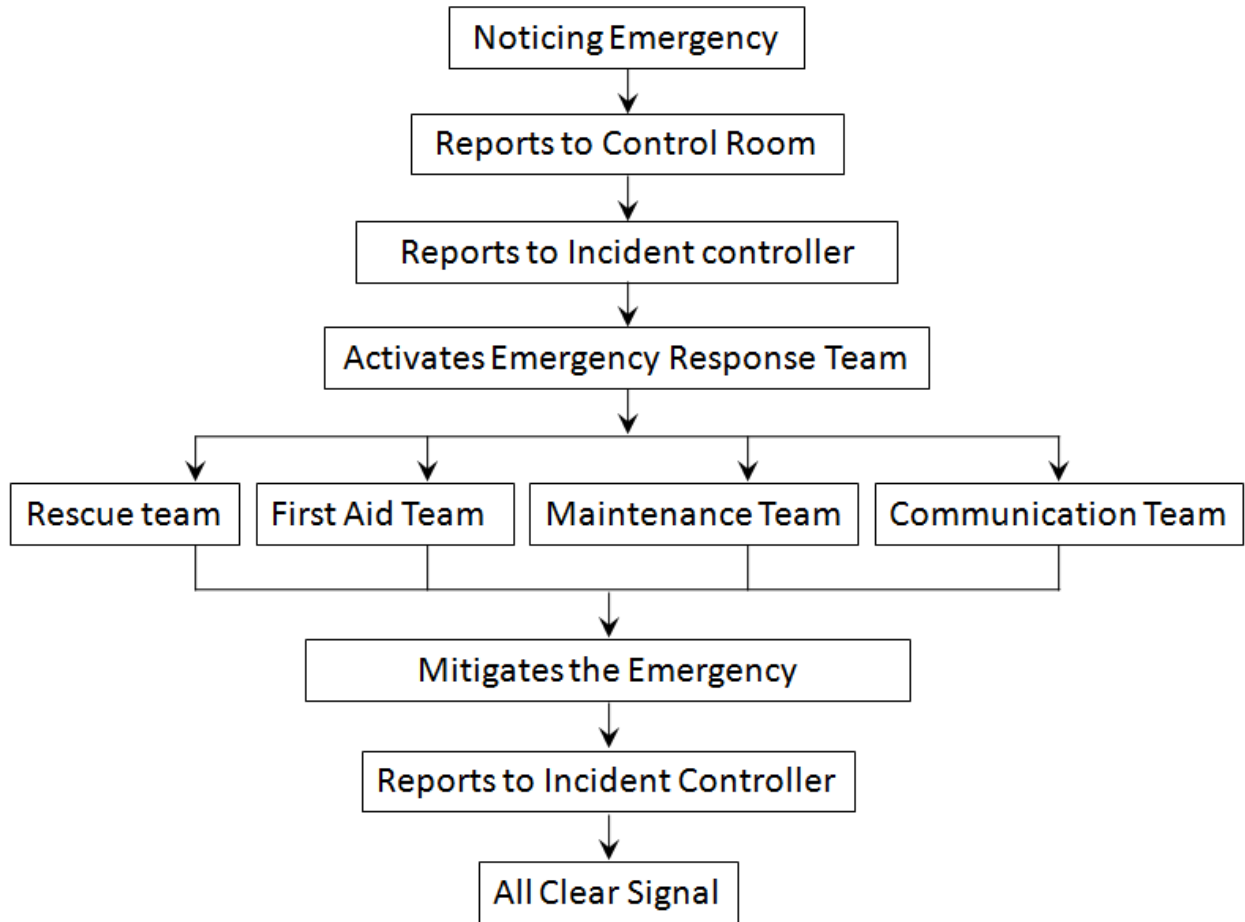 Noticing Emergency
Reports to Control Room
Reports to Incident controller
Activates Emergency Response Team
Rescue team
First Aid Team
Maintenance Team
Communication Team
Mitigates the Emergency
Reports to Incident Controller
All Clear Signal